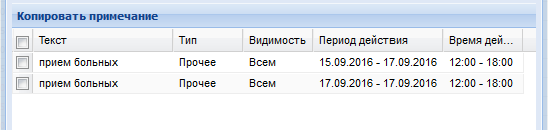 Копировать примечание
Текст Тип Видимость Период действия Время дей...
прием больных Прочее Всем 15.09.2016 - 17.09.2016 12:00 - 18:00
прием больных Прочее Всем 17.09.2016 - 17.09.2016 12:00 - 18:00